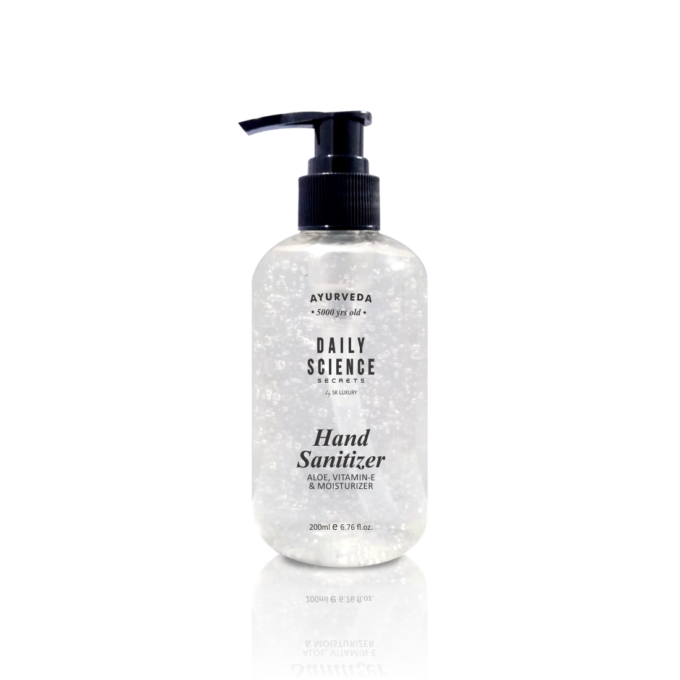 AYURVEDA
• 5000 yrs old •
DAILY
SCIENCE
SECRETS
by SK LUXURY
Hand
Sanitizer
ALOE, VITAMIN-E
& MOISTURIZER
200ml e 6.76 fl.oz.